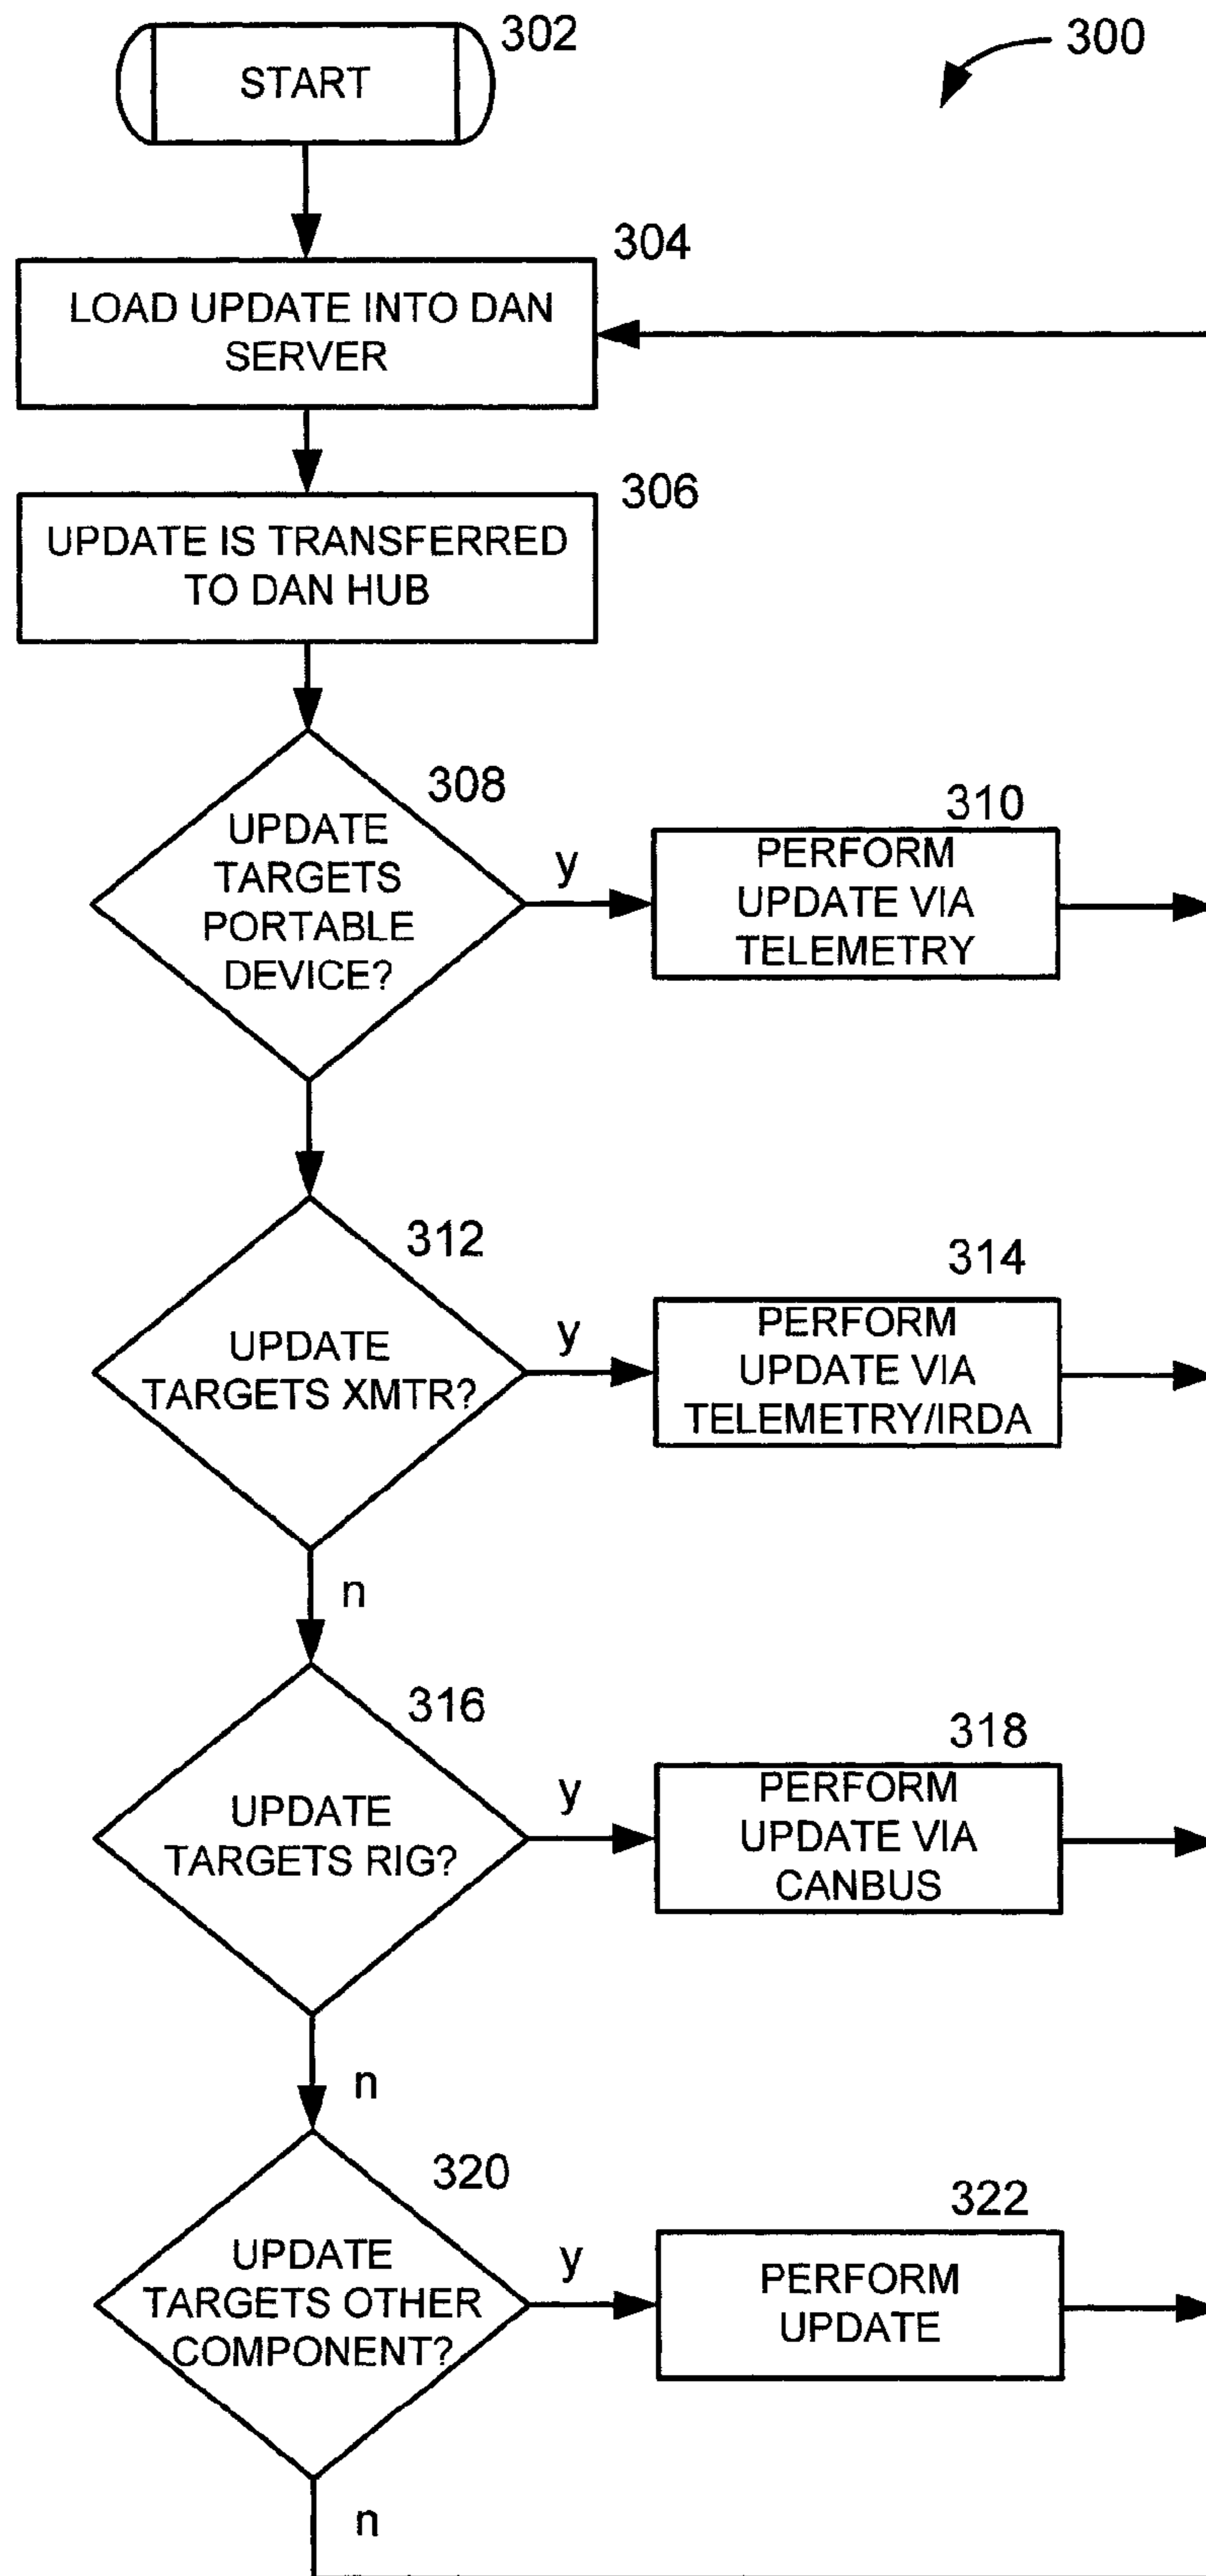 302
START
300
304
LOAD UPDATE INTO DAN
SERVER
306
UPDATE IS TRANSFERRED
TO DAN HUB
308
UPDATE
TARGETS
PORTABLE
DEVICE?
y
310
PERFORM
UPDATE VIA
TELEMETRY
312
UPDATE
TARGETS XMTR?
y
314
PERFORM
UPDATE VIA
TELEMETRY/IRDA
n
316
UPDATE
TARGETS RIG?
y
318
PERFORM
UPDATE VIA
CANBUS
n
320
UPDATE
TARGETS OTHER
COMPONENT?
y
322
PERFORM
UPDATE
n